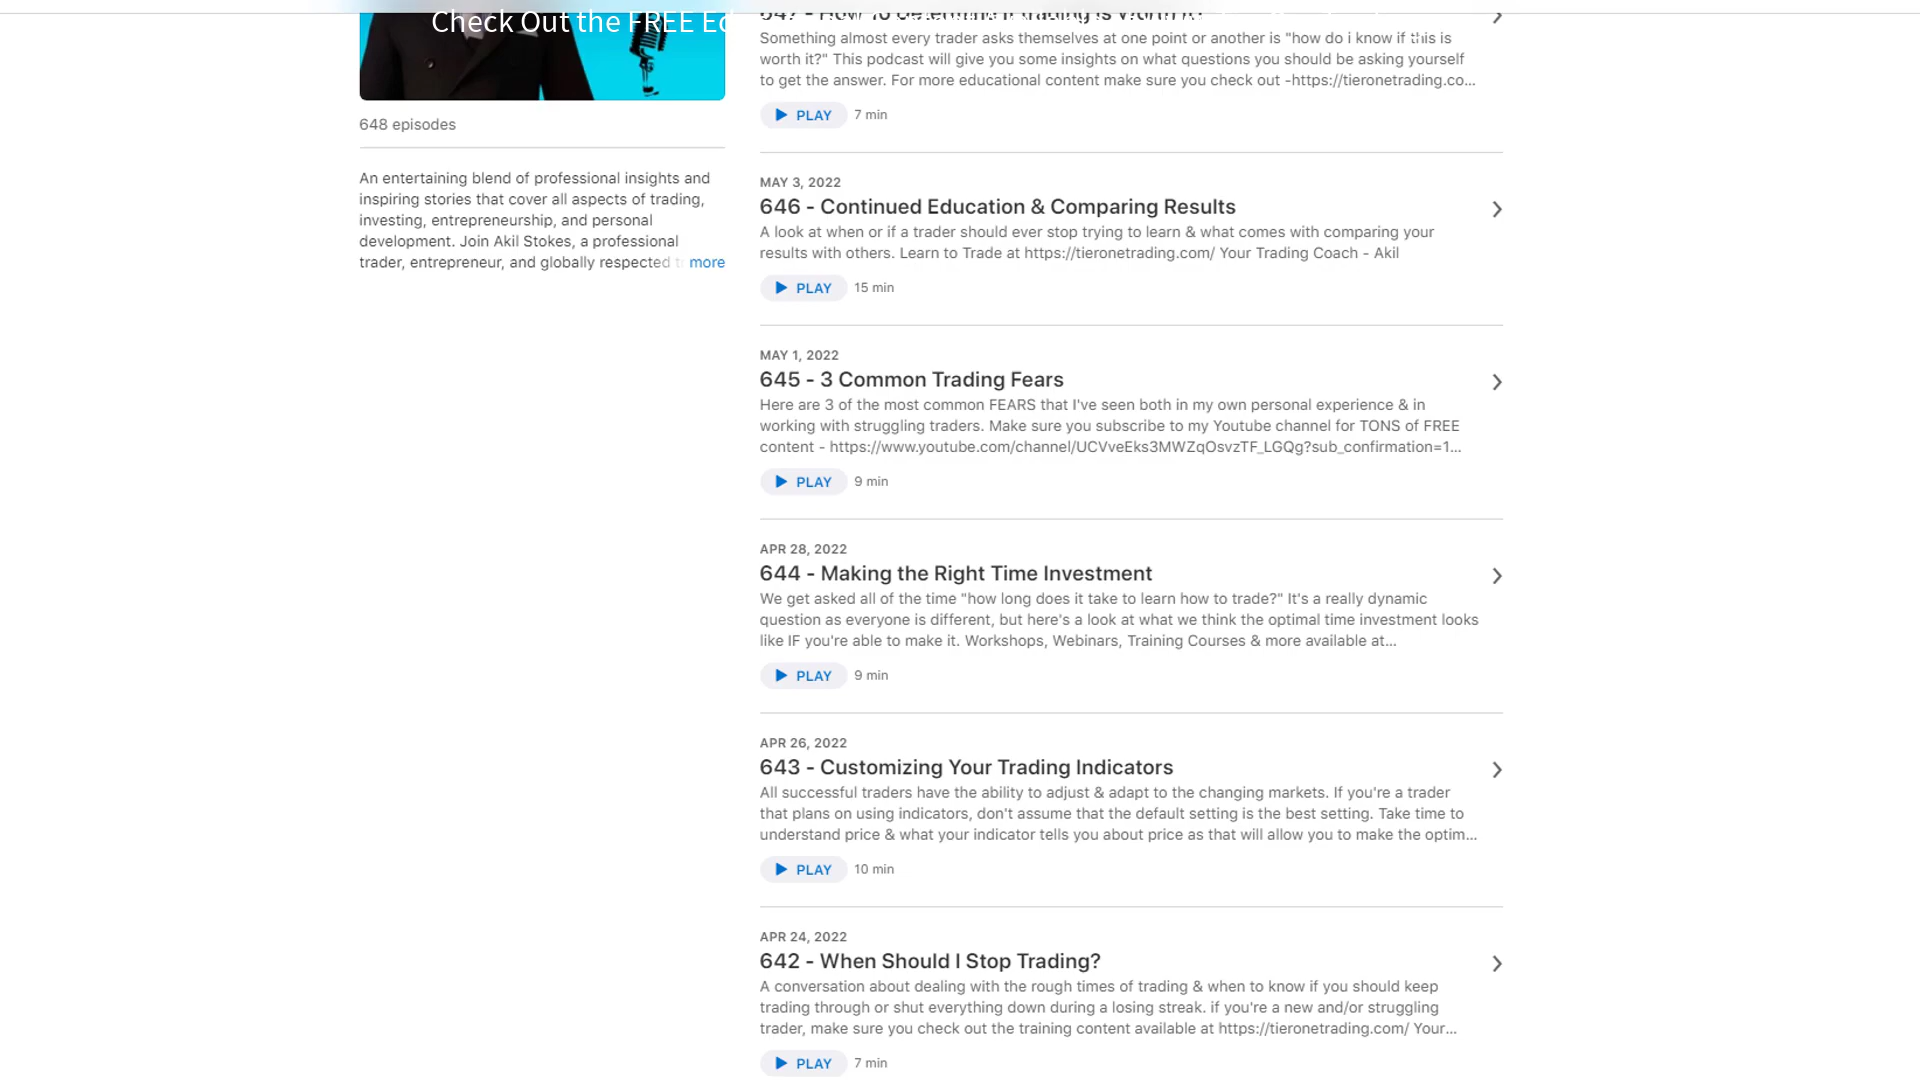 Check Out the FREE Ed
647 - How To Determine if Trading is Worth It?
Something almost every trader asks themselves at one point or another is "how do i know if this is
worth it?" This podcast will give you some insights on what questions you should be asking yourself
to get the answer. For more educational content make sure you check out -https://tieronetrading.co...
PLAY 7 min
648 episodes
An entertaining blend of professional insights and
inspiring stories that cover all aspects of trading,
investing, entrepreneurship, and personal
development. Join Akil Stokes, a professional
trader, entrepreneur, and globally respected t more
MAY 3, 2022
646 - Continued Education & Comparing Results
A look at when or if a trader should ever stop trying to learn & what comes with comparing your
results with others. Learn to Trade at https://tieronetrading.com/ Your Trading Coach - Akil
PLAY 15 min
MAY 1, 2022
645 - 3 Common Trading Fears
Here are 3 of the most common FEARS that I've seen both in my own personal experience & in
working with struggling traders. Make sure you subscribe to my Youtube channel for TONS of FREE
content - https://www.youtube.com/channel/UCVveEks3MWZqOsvzTF_LGQg?sub_confirmation=1...
PLAY 9 min
APR 28, 2022
644 - Making the Right Time Investment
We get asked all of the time "how long does it take to learn how to trade?" It's a really dynamic
question as everyone is different, but here's a look at what we think the optimal time investment looks
like IF you're able to make it. Workshops, Webinars, Training Courses & more available at...
PLAY 9 min
APR 26, 2022
643 - Customizing Your Trading Indicators
All successful traders have the ability to adjust & adapt to the changing markets. If you're a trader
that plans on using indicators, don't assume that the default setting is the best setting. Take time to
understand price & what your indicator tells you about price as that will allow you to make the optim...
PLAY 10 min
APR 24, 2022
642 - When Should I Stop Trading?
A conversation about dealing with the rough times of trading & when to know if you should keep
trading through or shut everything down during a losing streak. if you're a new and/or struggling
trader, make sure you check out the training content available at https://tieronetrading.com/ Your...
PLAY 7 min